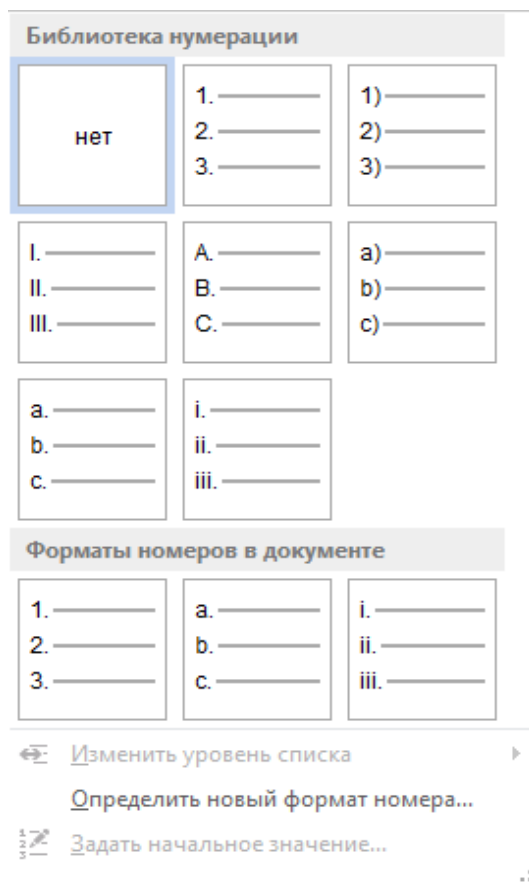 Библиотека нумерации
нет
1.
2.
3.
1)
2)
3)
I.
II.
III.
A.
B.
C.
a)
b)
c)
a.
b.
c.
i.
ii.
iii.
Форматы номеров в документе
1.
2.
3.
a.
b.
c.
i.
ii.
iii.
Изменить уровень списка
Определить новый формат номера...
Задать начальное значение...